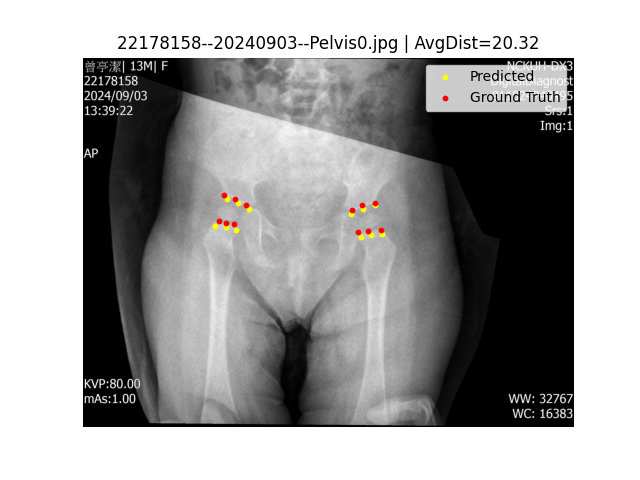 22178158--20240903--Pelvis0.jpg | AvgDist=20.32
曾亭潔| 13M| F
22178158
2024/09/03
13:39:22
AP
NCKUH-DX3
Predicted
Ground Truth
Srs:1
Img:1
KVP:80.00
mAs:1.00
WW: 32767
WC: 16383